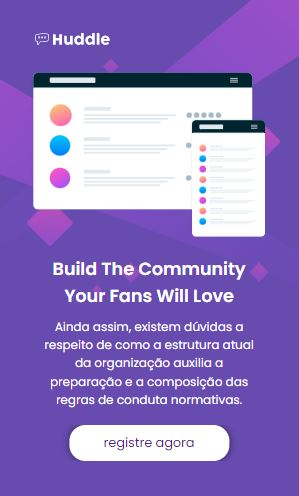 Huddle
Build The Community
Your Fans Will Love
Ainda assim, existem dúvidas a
respeito de como a estrutura atual
da organização auxilia a
preparação e a composição das
regras de conduta normativas.
registre agora